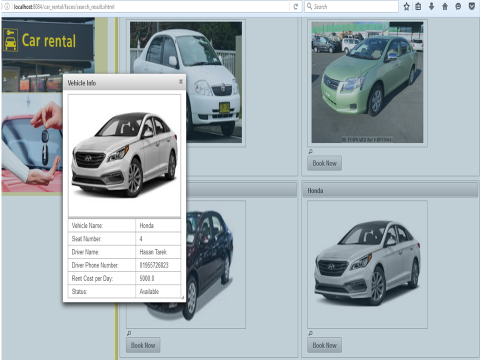 localhost:8084/car_rental/faces/search_result.xhtml
Search
Car rental
Vehicle Info
Vehicle Name: Honda
Seat Number: 4
Driver Name: Hasan Tarek
Driver Phone Number: 01955726823
Rent Cost per Day: 5000.0
Status: Available
Book Now
Honda
Book Now
Book Now